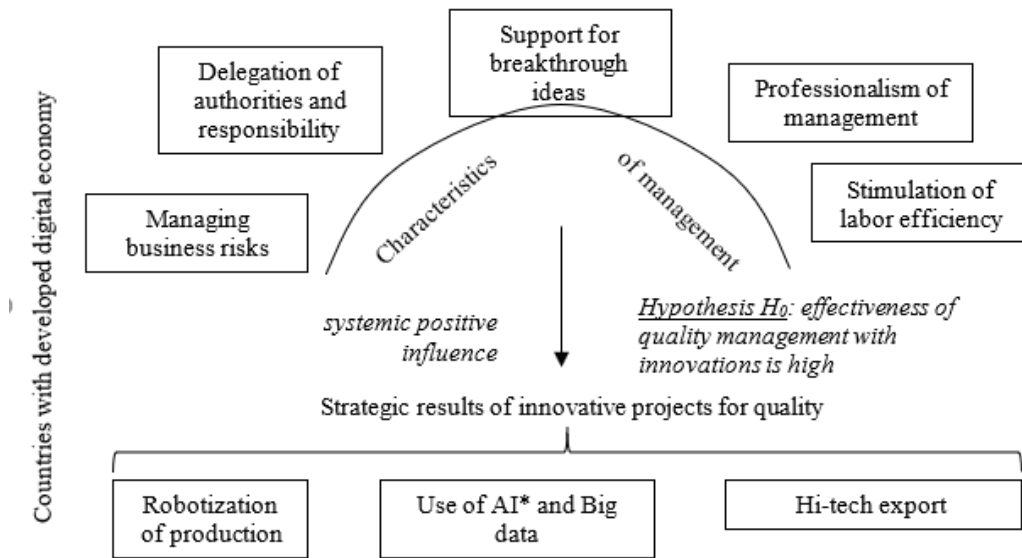 Countries with developed digital economy
Support for
breakthrough
ideas
Delegation of
authorities and
responsibility
Professionalism of
management
Managing
business risks
Stimulation of
labor efficiency
Characteristics
of management
systemic positive
influence
Hypothesis H₀: effectiveness of
quality management with
innovations is high
Strategic results of innovative projects for quality
Robotization
of production
Use of AI* and Big
data
Hi-tech export